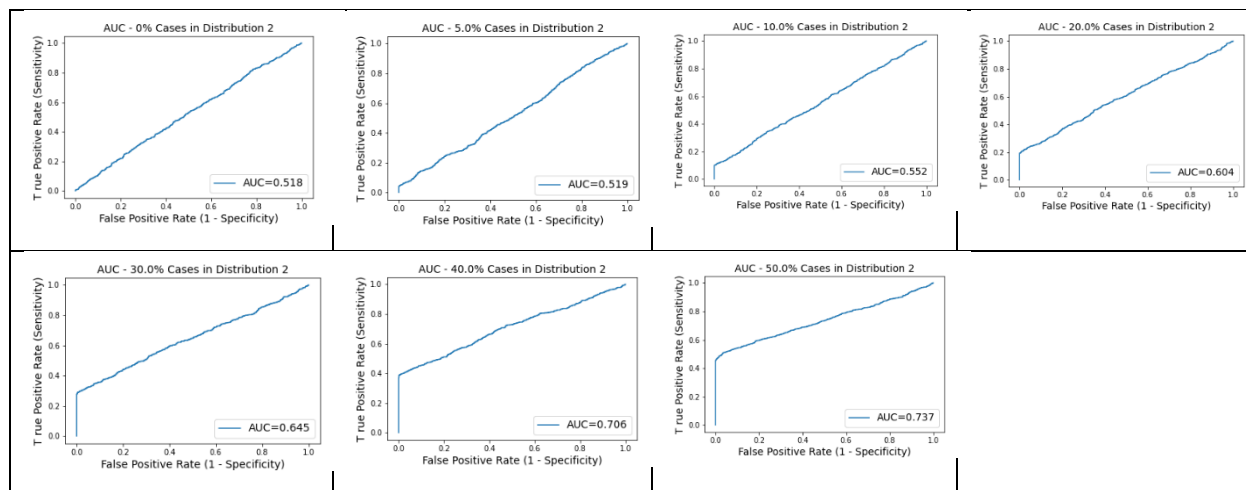 AUC - 0% Cases in Distribution 2
1.0
0.8
0.6
0.4
0.2
0.0
T rue Positive Rate (Sensitivity)
AUC=0.518
0.0 0.2 0.4 0.6 0.8 1.0
False Positive Rate (1 - Specificity)
AUC - 5.0% Cases in Distribution 2
1.0
0.8
0.6
0.4
0.2
0.0
T rue Positive Rate (Sensitivity)
AUC=0.519
0.0 0.2 0.4 0.6 0.8 1.0
False Positive Rate (1 - Specificity)
AUC - 10.0% Cases in Distribution 2
1.0
0.8
0.6
0.4
0.2
0.0
T rue Positive Rate (Sensitivity)
AUC=0.552
0.0 0.2 0.4 0.6 0.8 1.0
False Positive Rate (1 - Specificity)
AUC - 20.0% Cases in Distribution 2
1.0
0.8
0.6
0.4
0.2
0.0
T rue Positive Rate (Sensitivity)
AUC=0.604
0.0 0.2 0.4 0.6 0.8 1.0
False Positive Rate (1 - Specificity)
AUC - 30.0% Cases in Distribution 2
1.0
0.8
0.6
0.4
0.2
0.0
T rue Positive Rate (Sensitivity)
AUC=0.645
0.0 0.2 0.4 0.6 0.8 1.0
False Positive Rate (1 - Specificity)
AUC - 40.0% Cases in Distribution 2
1.0
0.8
0.6
0.4
0.2
0.0
T rue Positive Rate (Sensitivity)
AUC=0.706
0.0 0.2 0.4 0.6 0.8 1.0
False Positive Rate (1 - Specificity)
AUC - 50.0% Cases in Distribution 2
1.0
0.8
0.6
0.4
0.2
0.0
T rue Positive Rate (Sensitivity)
AUC=0.737
0.0 0.2 0.4 0.6 0.8 1.0
False Positive Rate (1 - Specificity)